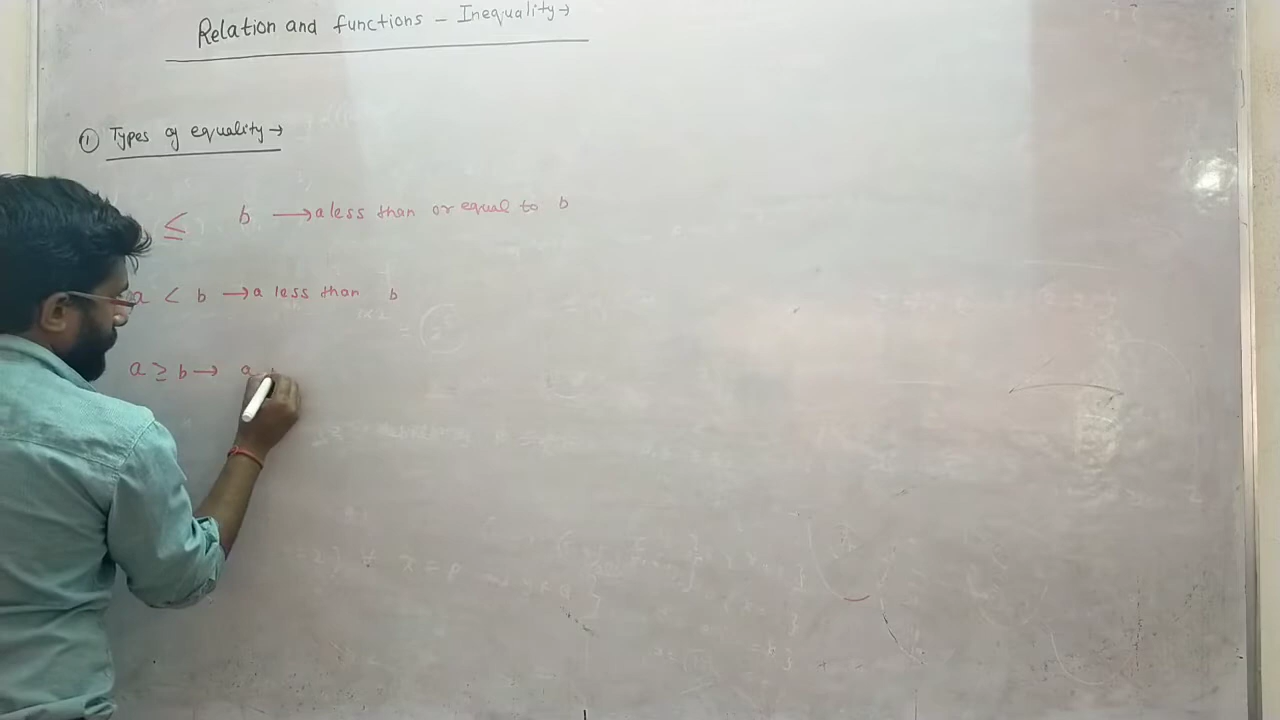 Relation and functions - Inequality →
① Types of equality →
≤ b → a less than or equal to b
a < b → a less than b
a ≥ b → a